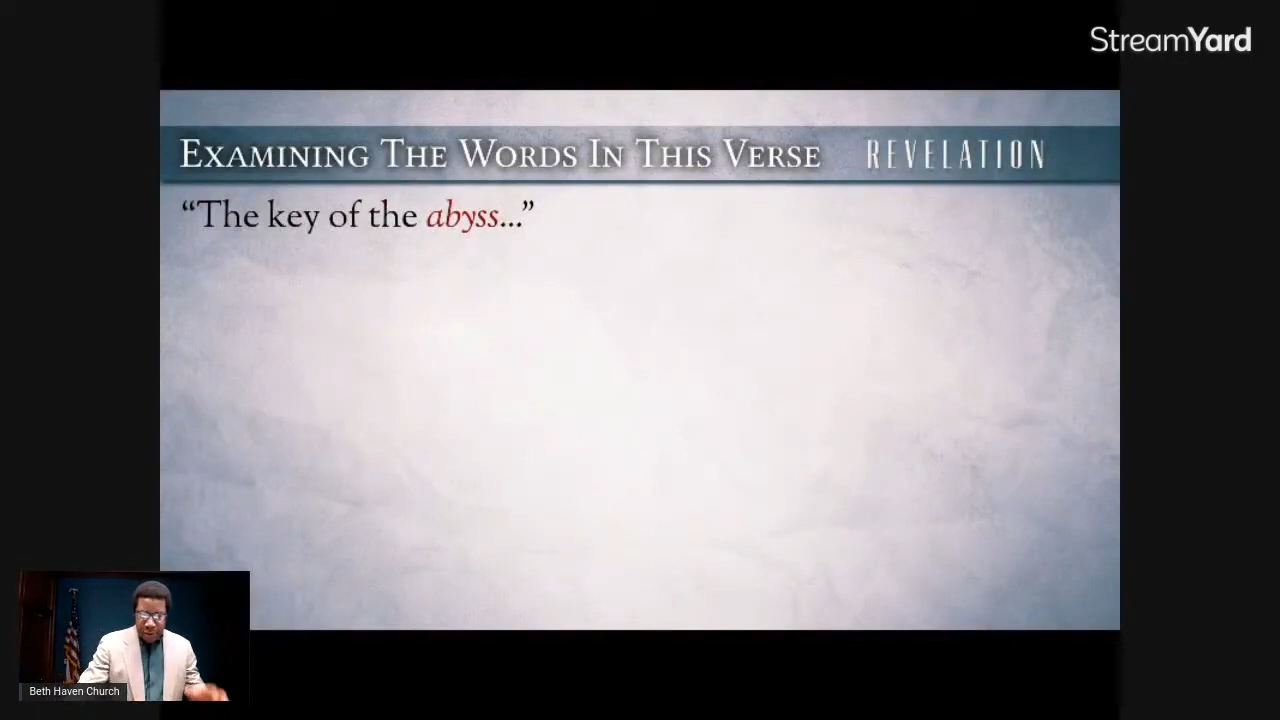 StreamYard
Examining The Words In This Verse REVELATION
“The key of the abyss...”
Beth Haven Church